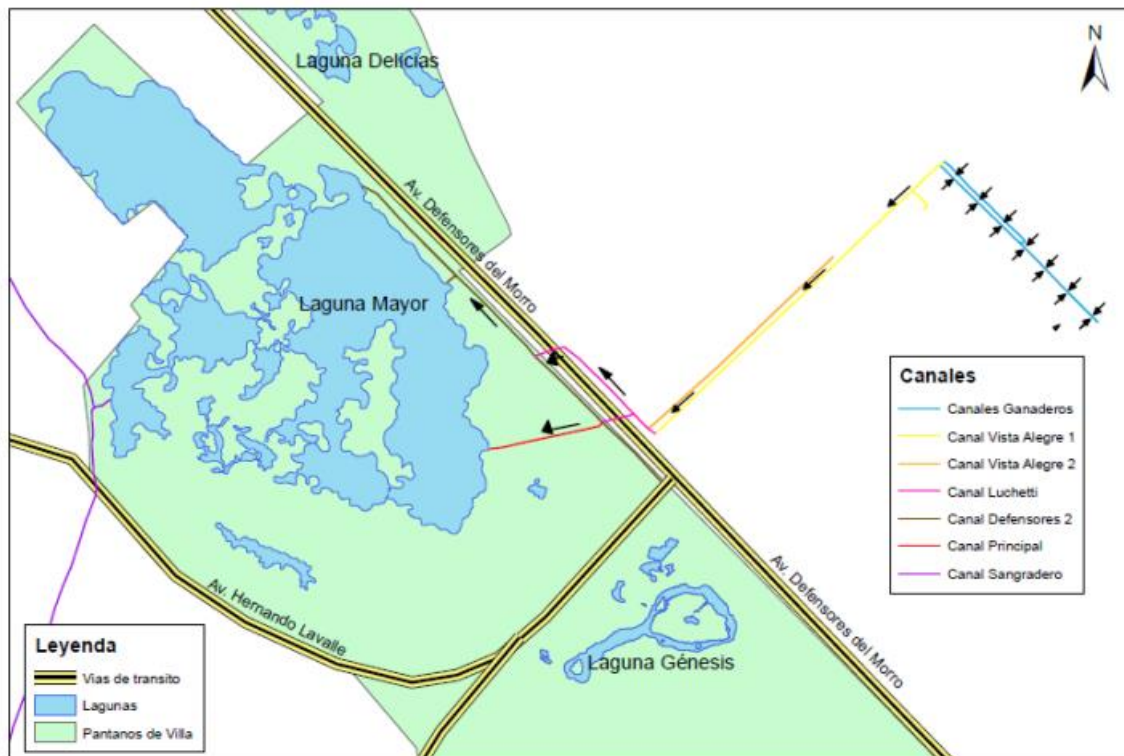 N
Laguna Delicias
Av. Defensores del Morro
Laguna Mayor
Canales
Canales Ganaderos
Canal Vista Alegre 1
Canal Vista Alegre 2
Canal Luchetti
Canal Defensores 2
Canal Principal
Canal Sangradero
Av. Defensores del Morro
Av. Hernando Lavalle
Laguna Génesis
Leyenda
Vías de transito
Lagunas
Pantanos de Villa